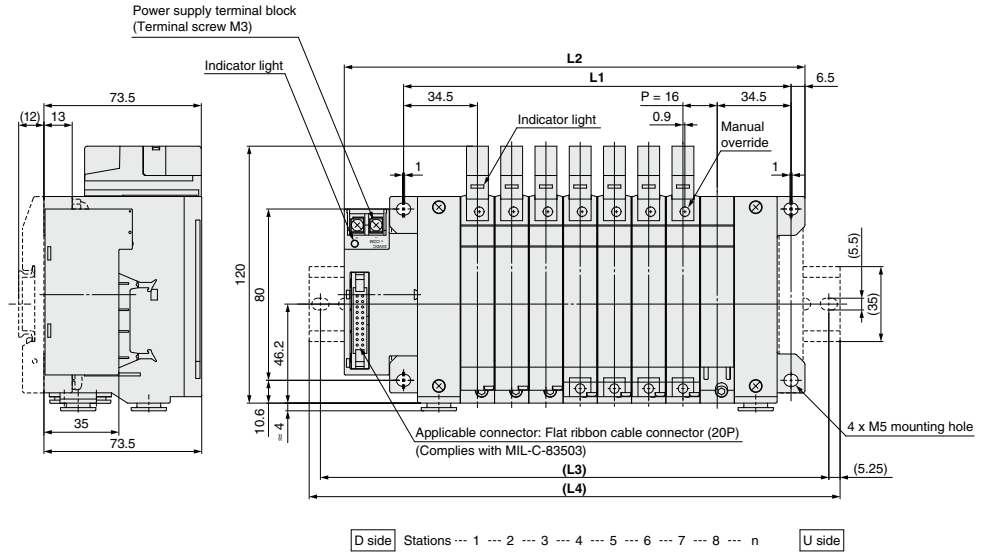 Power supply terminal block
(Terminal screw M3)
Indicator light
L2
L1
6.5
73.5
34.5
P = 16
34.5
(12)
13
Indicator light
0.9
Manual
override
1
1
24VDC
– + COM
(5.5)
(35)
120
80
46.2
10.6
≈ 4
35
73.5
Applicable connector: Flat ribbon cable connector (20P)
(Complies with MIL-C-83503)
4 x M5 mounting hole
(L3)
(5.25)
(L4)
D side Stations --- 1 --- 2 --- 3 --- 4 --- 5 --- 6 --- 7 --- 8 --- n U side